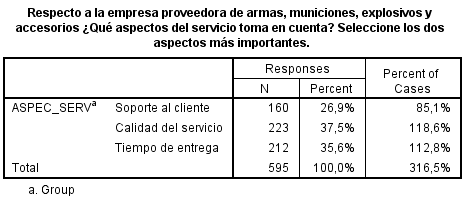 Respecto a la empresa proveedora de armas, municiones, explosivos y
accesorios ¿Qué aspectos del servicio toma en cuenta? Seleccione los dos
aspectos más importantes.
Responses Percent of
N Percent Cases
ASPEC_SERVa Soporte al cliente 160 26,9% 85,1%
Calidad del servicio 223 37,5% 118,6%
Tiempo de entrega 212 35,6% 112,8%
Total 595 100,0% 316,5%
a. Group